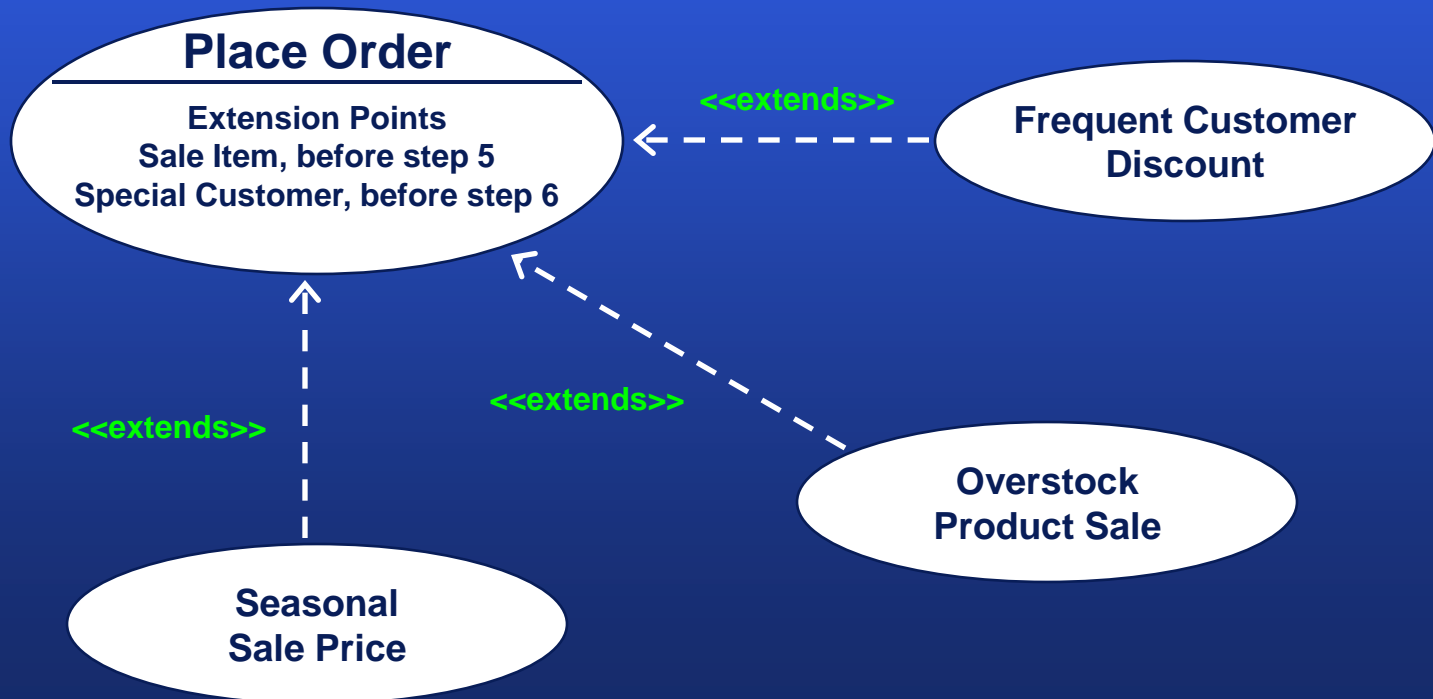 Place Order
Extension Points
Sale Item, before step 5
Special Customer, before step 6
<<extends>>
Frequent Customer
Discount
<<extends>>
<<extends>>
Overstock
Product Sale
Seasonal
Sale Price